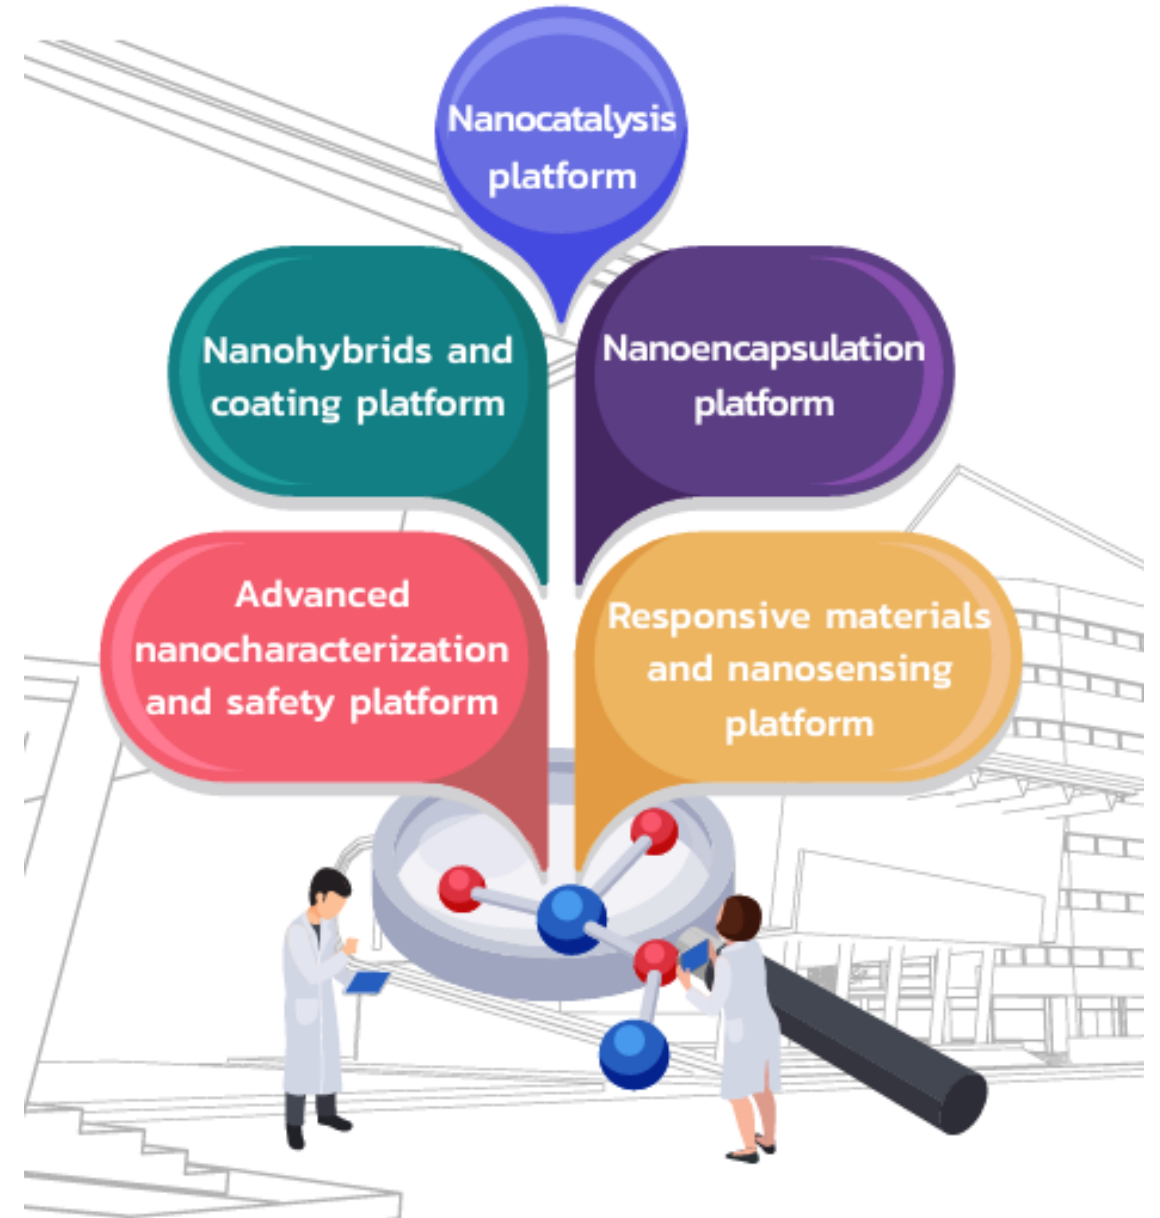 Nanocatalysis
platform
Nanohybrids and
coating platform
Nanoencapsulation
platform
Advanced
nanocharacterization
and safety platform
Responsive materials
and nanosensing
platform